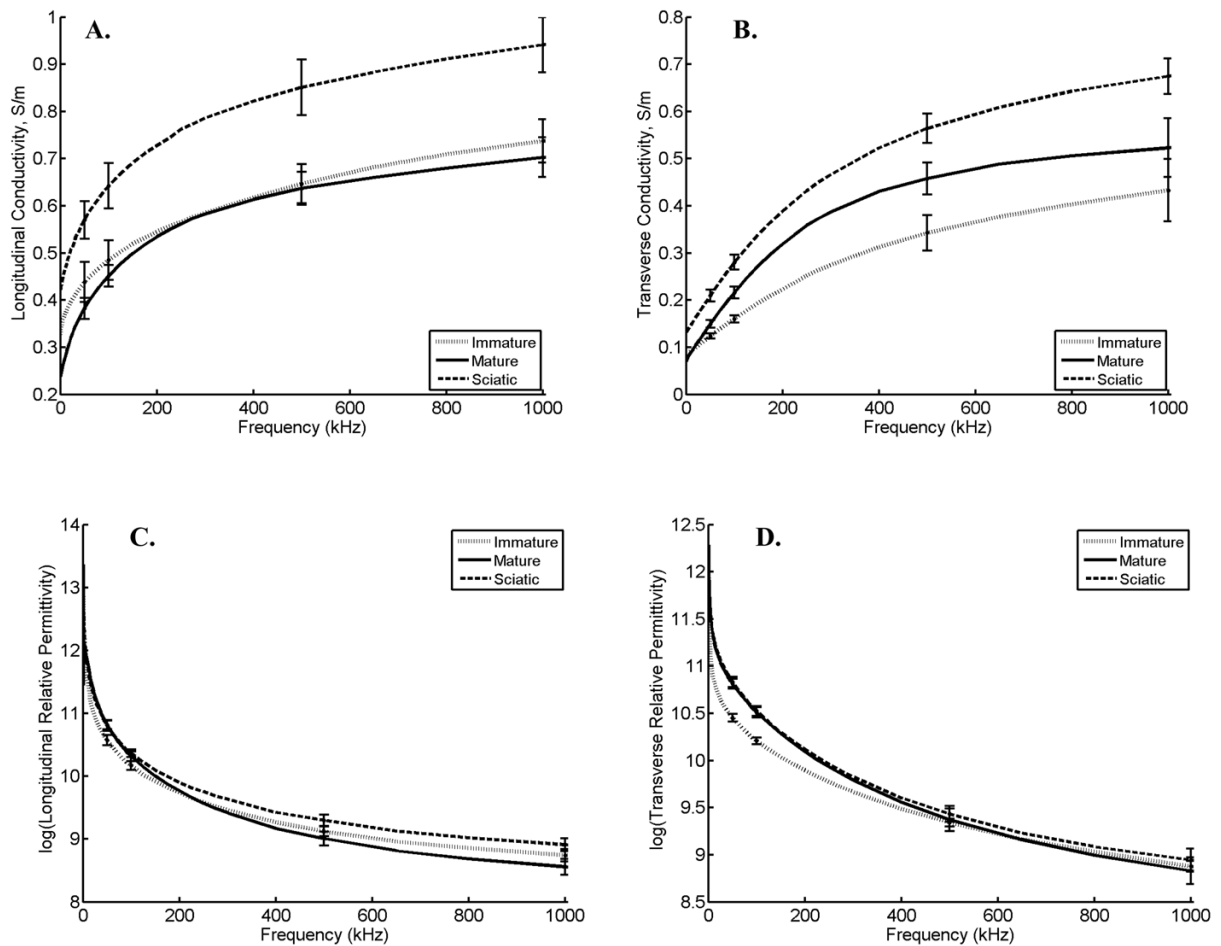 A.
Longitudinal Conductivity, S/m
1
0.9
0.8
0.7
0.6
0.5
0.4
0.3
0.2
0 200 400 600 800 1000
Frequency (kHz)
Immature
Mature
Sciatic
B.
Transverse Conductivity, S/m
0.8
0.7
0.6
0.5
0.4
0.3
0.2
0.1
0
0 200 400 600 800 1000
Frequency (kHz)
Immature
Mature
Sciatic
C.
log(Longitudinal Relative Permittivity)
14
13
12
11
10
9
8
0 200 400 600 800 1000
Frequency (kHz)
Immature
Mature
Sciatic
D.
log(Transverse Relative Permittivity)
12.5
12
11.5
11
10.5
10
9.5
9
8.5
0 200 400 600 800 1000
Frequency (kHz)
Immature
Mature
Sciatic